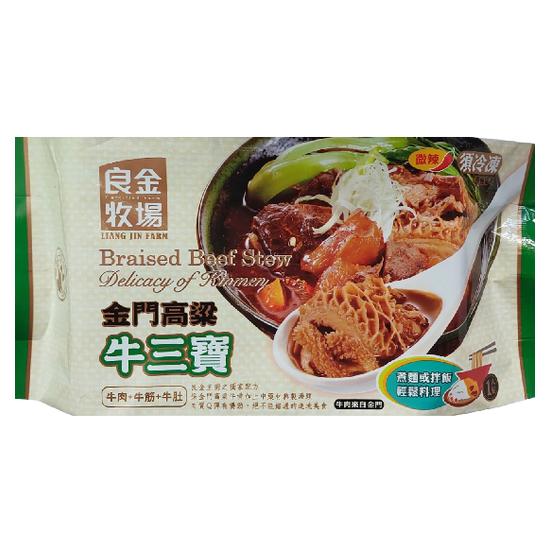 良金
牧場
LIANG JIN FARM
微辣
須冷凍
Braised Beef Stew
Delicacy of Kinmen
金門高粱
牛三寶
牛肉+牛筋+牛肚
牛肉來自金門
煮麵或拌飯
輕鬆料理